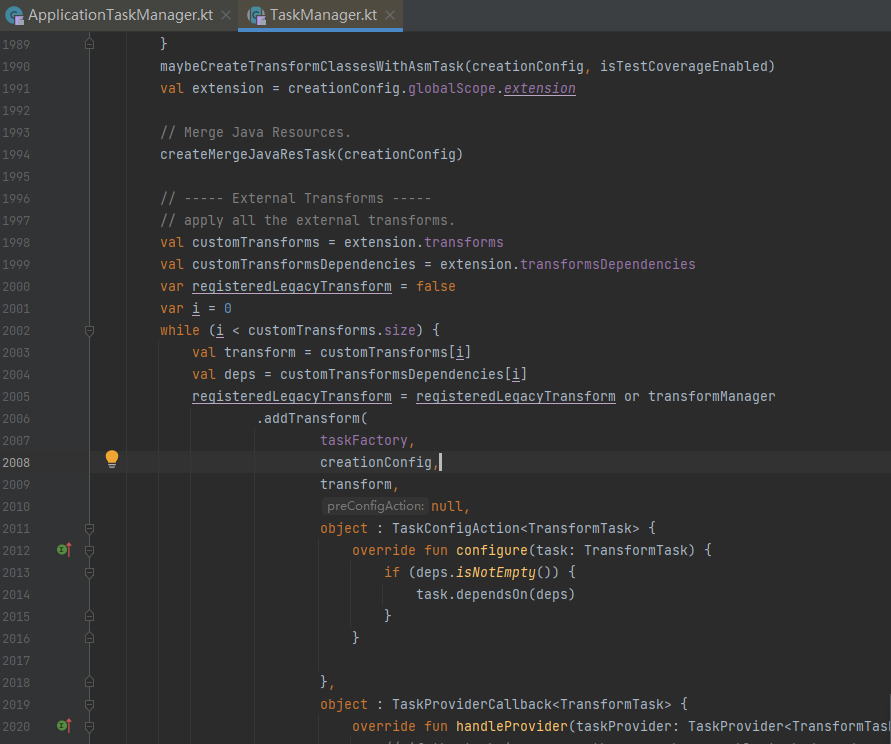 ApplicationTaskManager.kt × TaskManager.kt ×
1989 }
1990 maybeCreateTransformClassesWithAsmTask(creationConfig, isTestCoverageEnabled)
1991 val extension = creationConfig.globalScope.extension
1992
1993 // Merge Java Resources.
1994 createMergeJavaResTask(creationConfig)
1995
1996 // ----- External Transforms -----
1997 // apply all the external transforms.
1998 val customTransforms = extension.transforms
1999 val customTransformsDependencies = extension.transformsDependencies
2000 var registeredLegacyTransform = false
2001 var i = 0
2002 while (i < customTransforms.size) {
2003 val transform = customTransforms[i]
2004 val deps = customTransformsDependencies[i]
2005 registeredLegacyTransform = registeredLegacyTransform or transformManager
2006 .addTransform(
2007 taskFactory,
2008 creationConfig,
2009 transform,
2010 preConfigAction: null,
2011 object : TaskConfigAction<TransformTask> {
2012 override fun configure(task: TransformTask) {
2013 if (deps.isNotEmpty()) {
2014 task.dependsOn(deps)
2015 }
2016 }
2017
2018 },
2019 object : TaskProviderCallback<TransformTask> {
2020 override fun handleProvider(taskProvider: TaskProvider<TransformTas